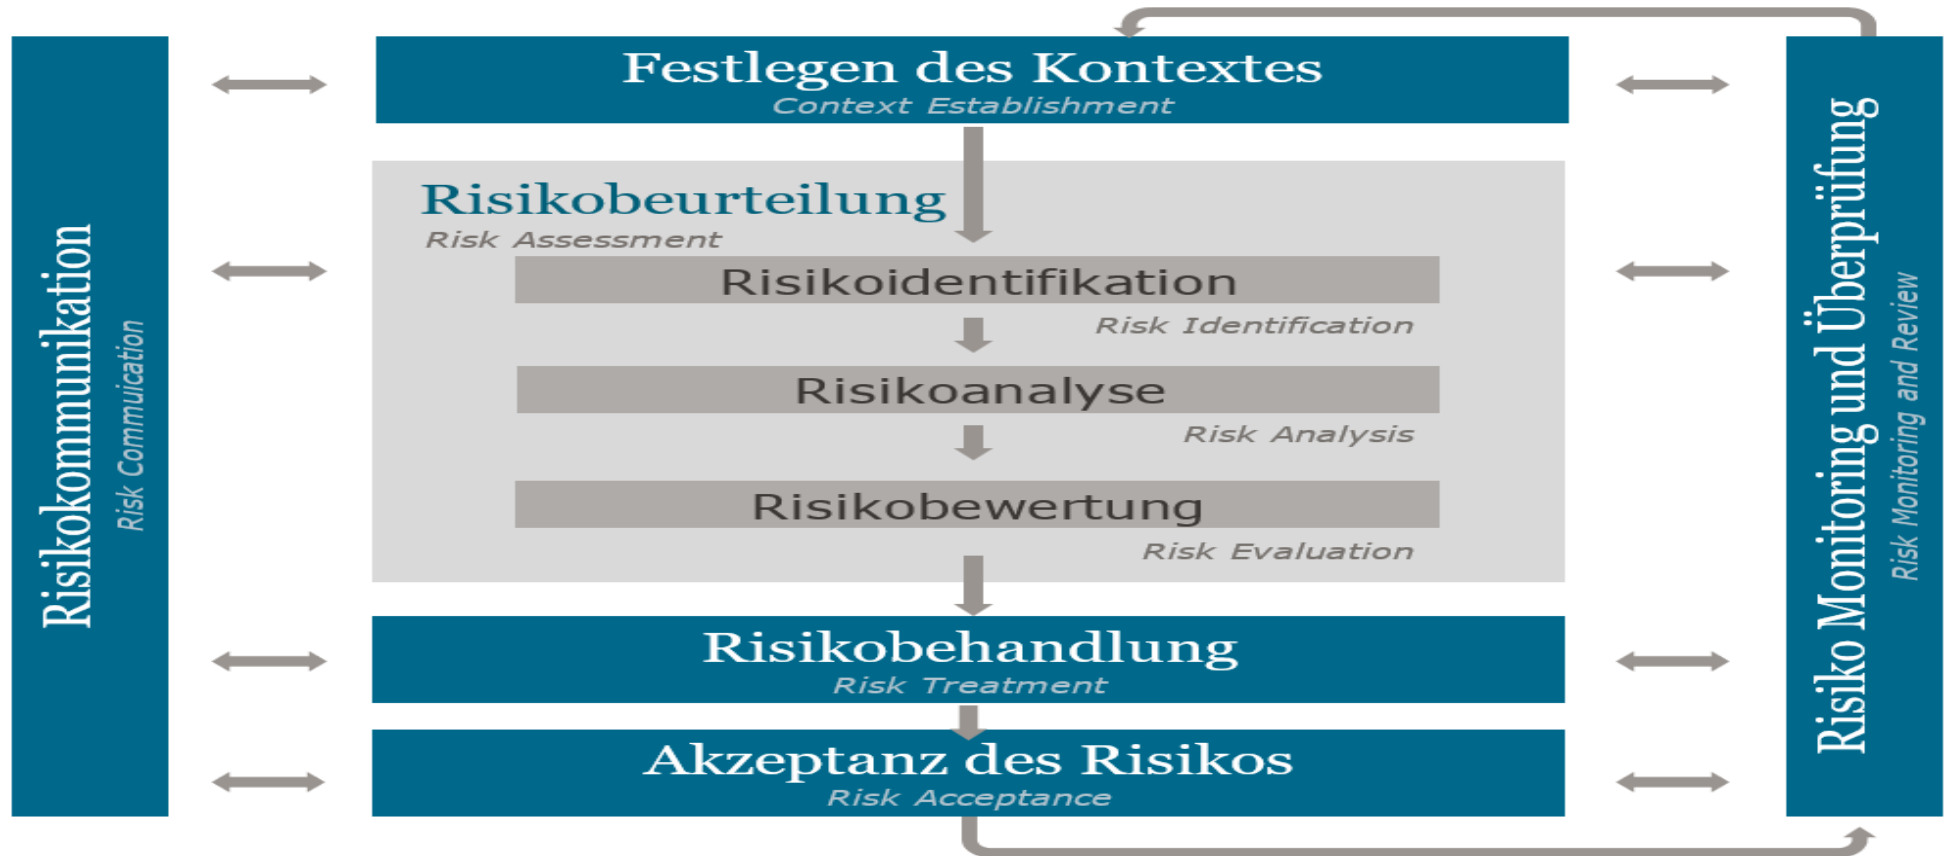 Risikokommunikation
Risk Commuication
Festlegen des Kontextes
Context Establishment
Risikobeurteilung
Risk Assessment
Risikoidentifikation
Risk Identification
Risikoanalyse
Risk Analysis
Risikobewertung
Risk Evaluation
Risikobehandlung
Risk Treatment
Akzeptanz des Risikos
Risk Acceptance
Risiko Monitoring und Überprüfung
Risk Monitoring and Review